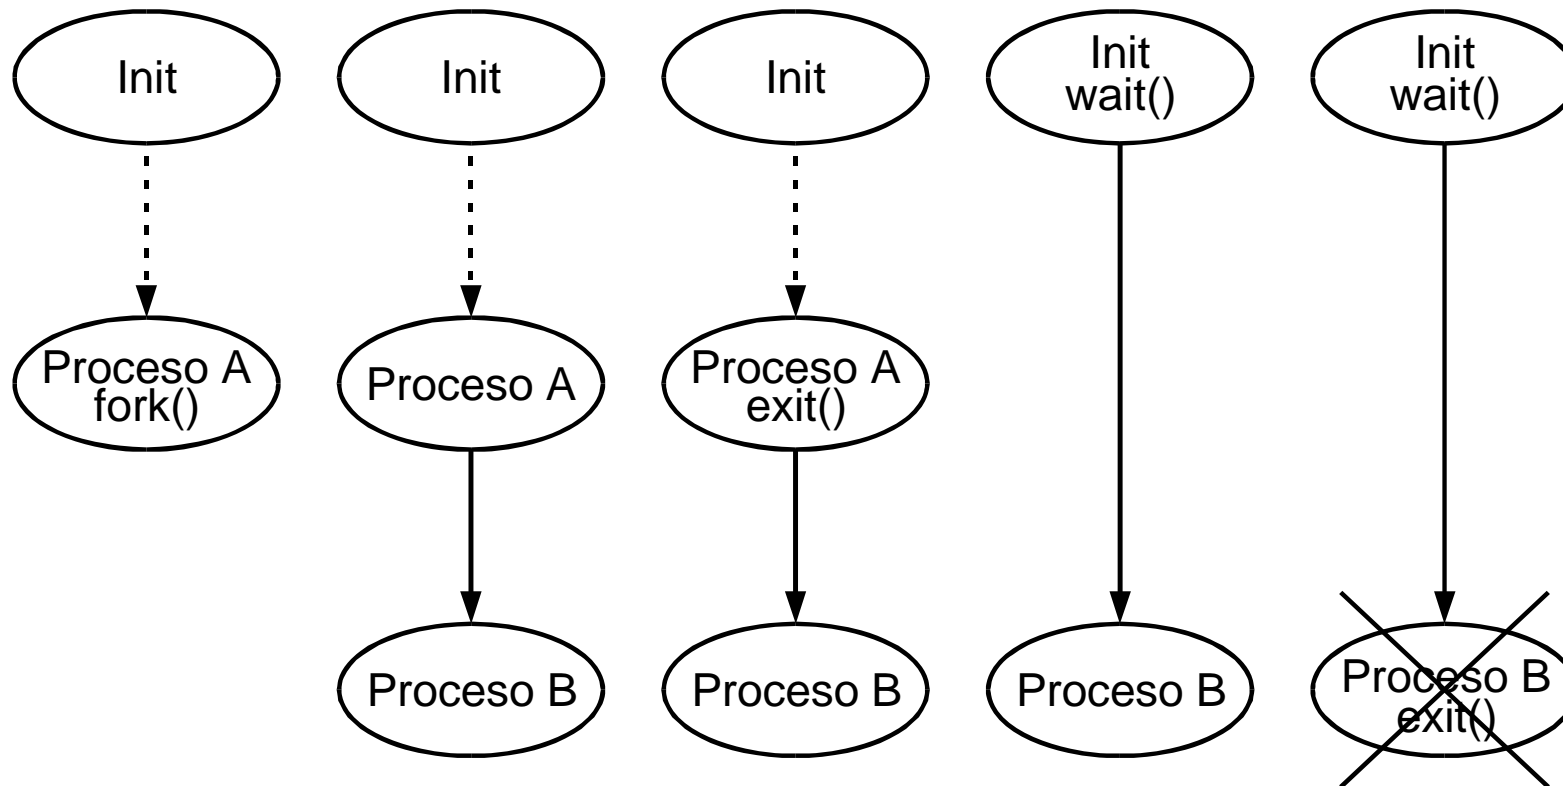 Init
Init
Init
Init
wait()
Init
wait()
Proceso A
fork()
Proceso A
Proceso A
exit()
Proceso B
Proceso B
Proceso B
Proceso B
exit()